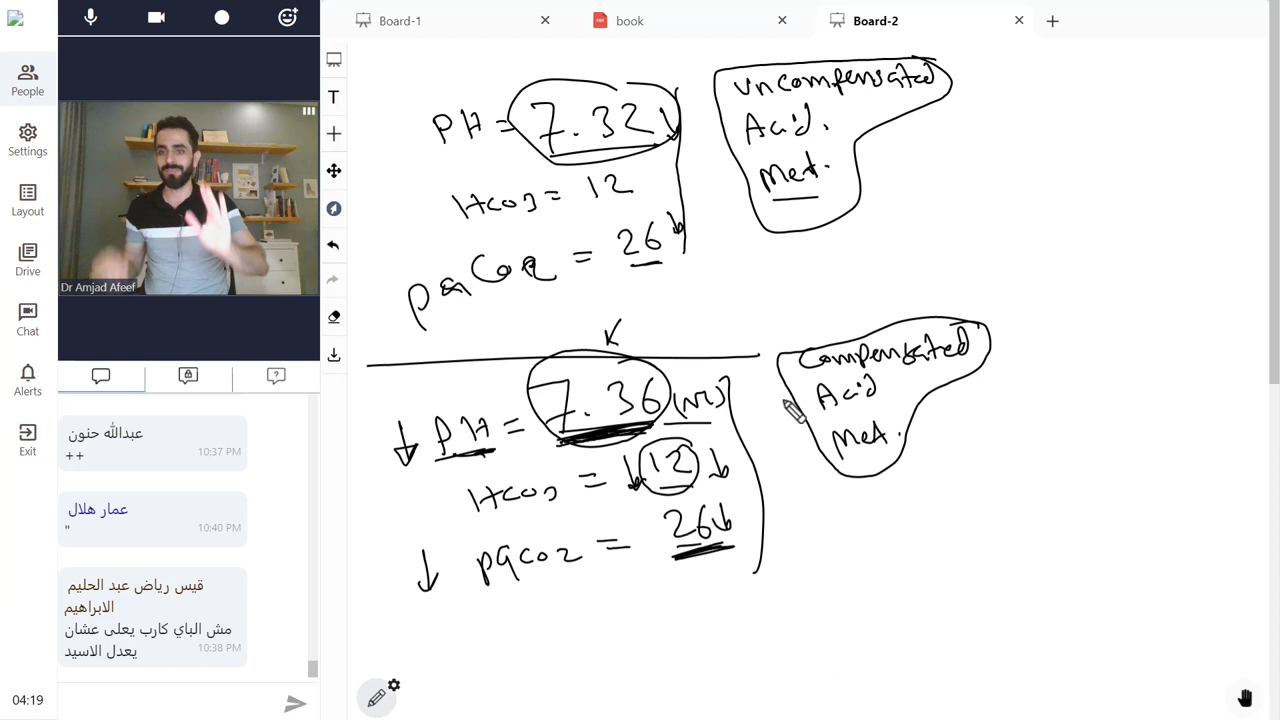 Board-1
book
Board-2
People
Settings
Layout
Drive
Chat
Alerts
Exit
04:19
Dr Amjad Afeef
عبدالله حنون
++
10:37 PM
عمار هلال
"
10:40 PM
قيس رياض عبد الحليم
الابراهيم
مش الباي كارب يعلى عشان
يعدل الاسيد
10:38 PM
PH = 7.32 ↓
Hco3 = 12
paCo2 = 26 ↓
uncompensated
Acid.
Met.
↓ PH = 7.36 (NL)
Hco3 = ↓ 12 ↓
↓ paco2 = 26 ↓
Compensated
Acid
Met.